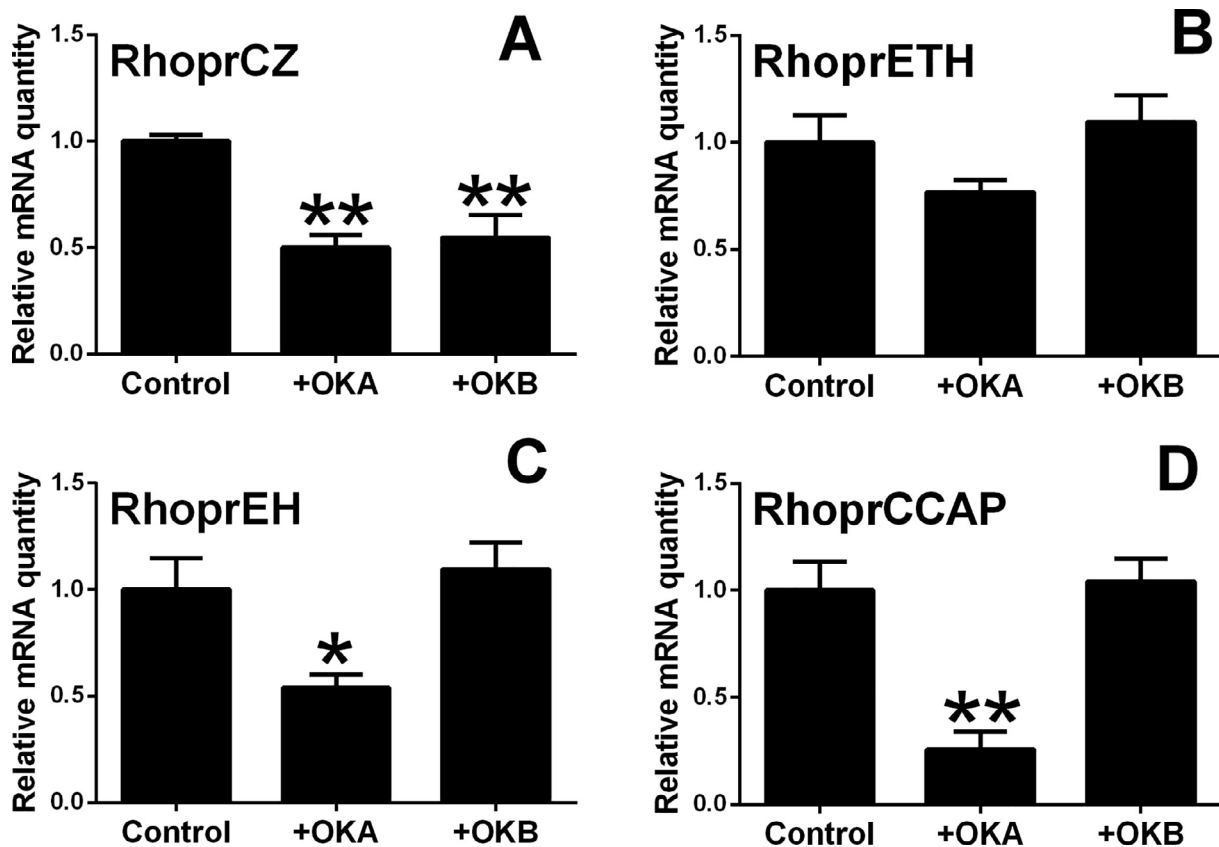 A
RhoprCZ
Relative mRNA quantity
1.5
1.0
0.5
0.0
**
**
Control +OKA +OKB
B
RhoprETH
Relative mRNA quantity
1.5
1.0
0.5
0.0
Control +OKA +OKB
C
RhoprEH
Relative mRNA quantity
1.5
1.0
0.5
0.0
*
Control +OKA +OKB
D
RhoprCCAP
Relative mRNA quantity
1.5
1.0
0.5
0.0
**
Control +OKA +OKB